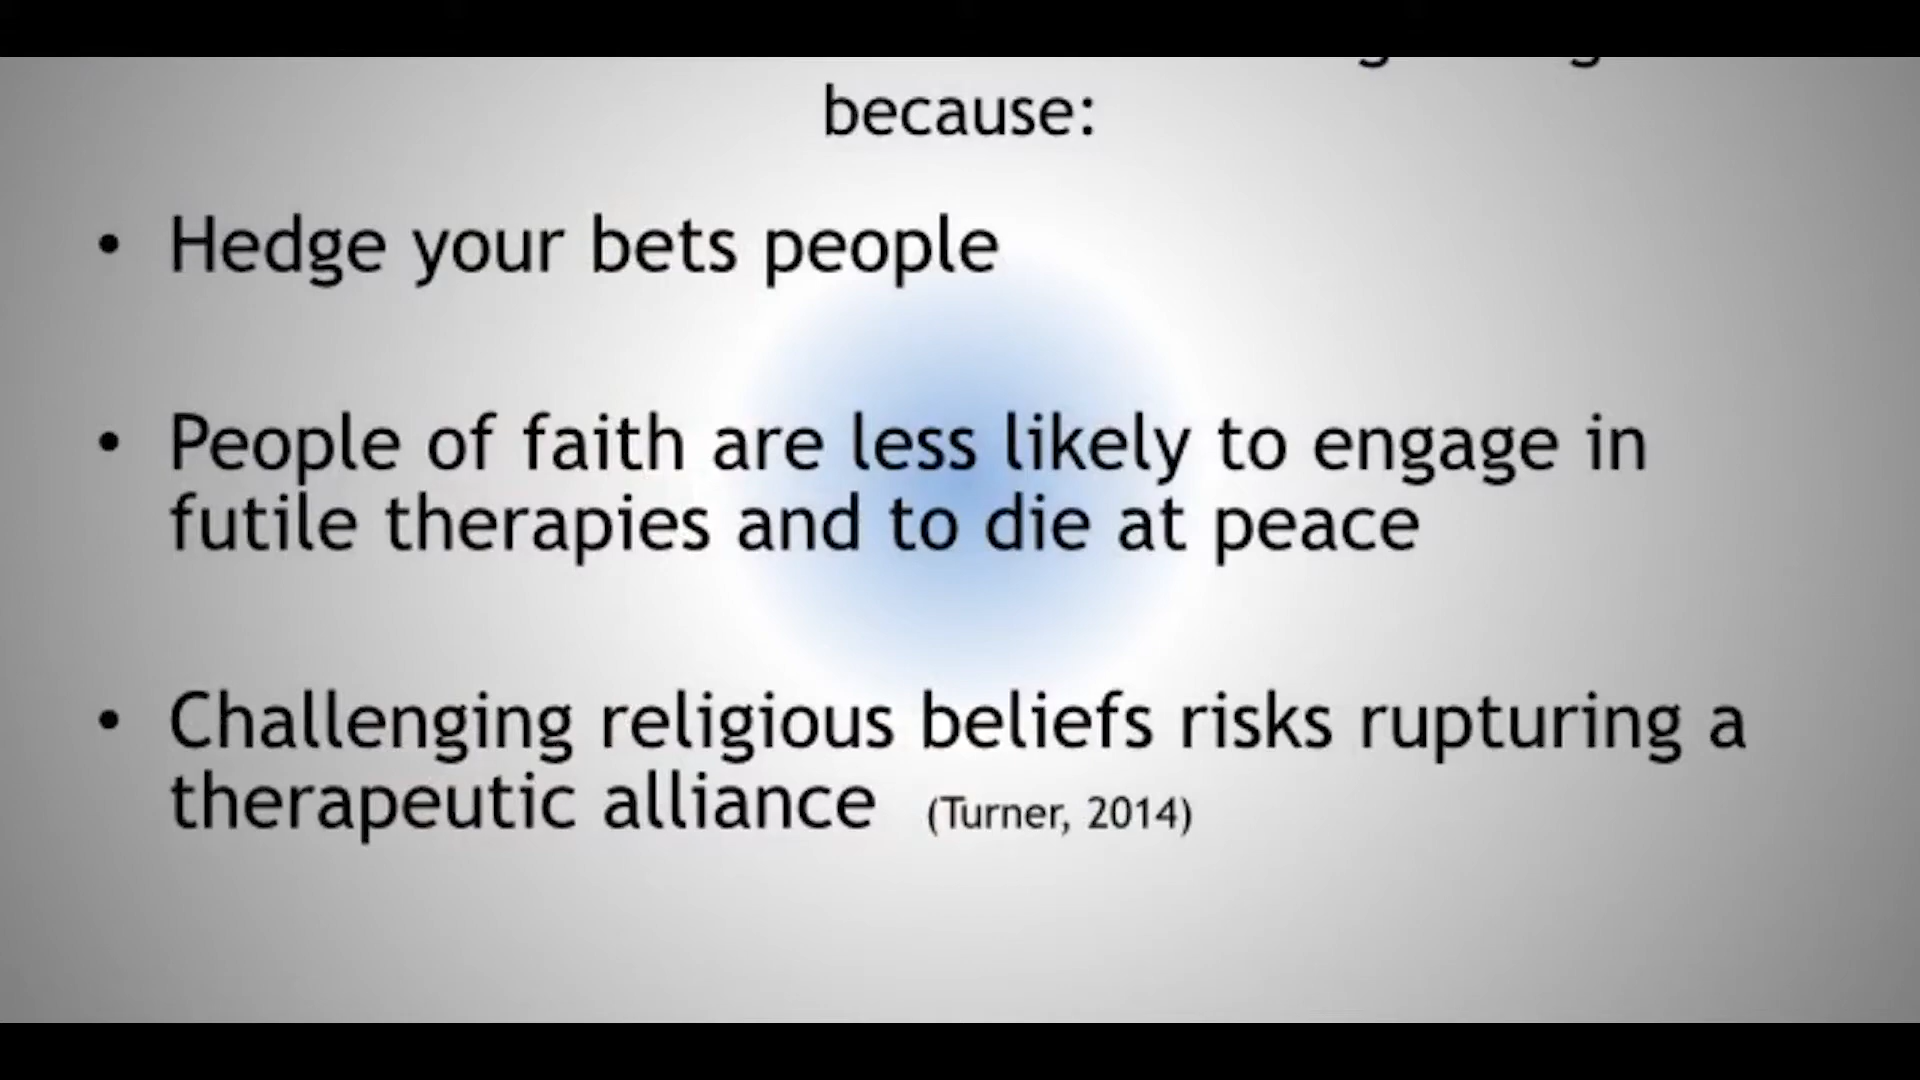 because:
• Hedge your bets people
• People of faith are less likely to engage in
futile therapies and to die at peace
• Challenging religious beliefs risks rupturing a
therapeutic alliance (Turner, 2014)